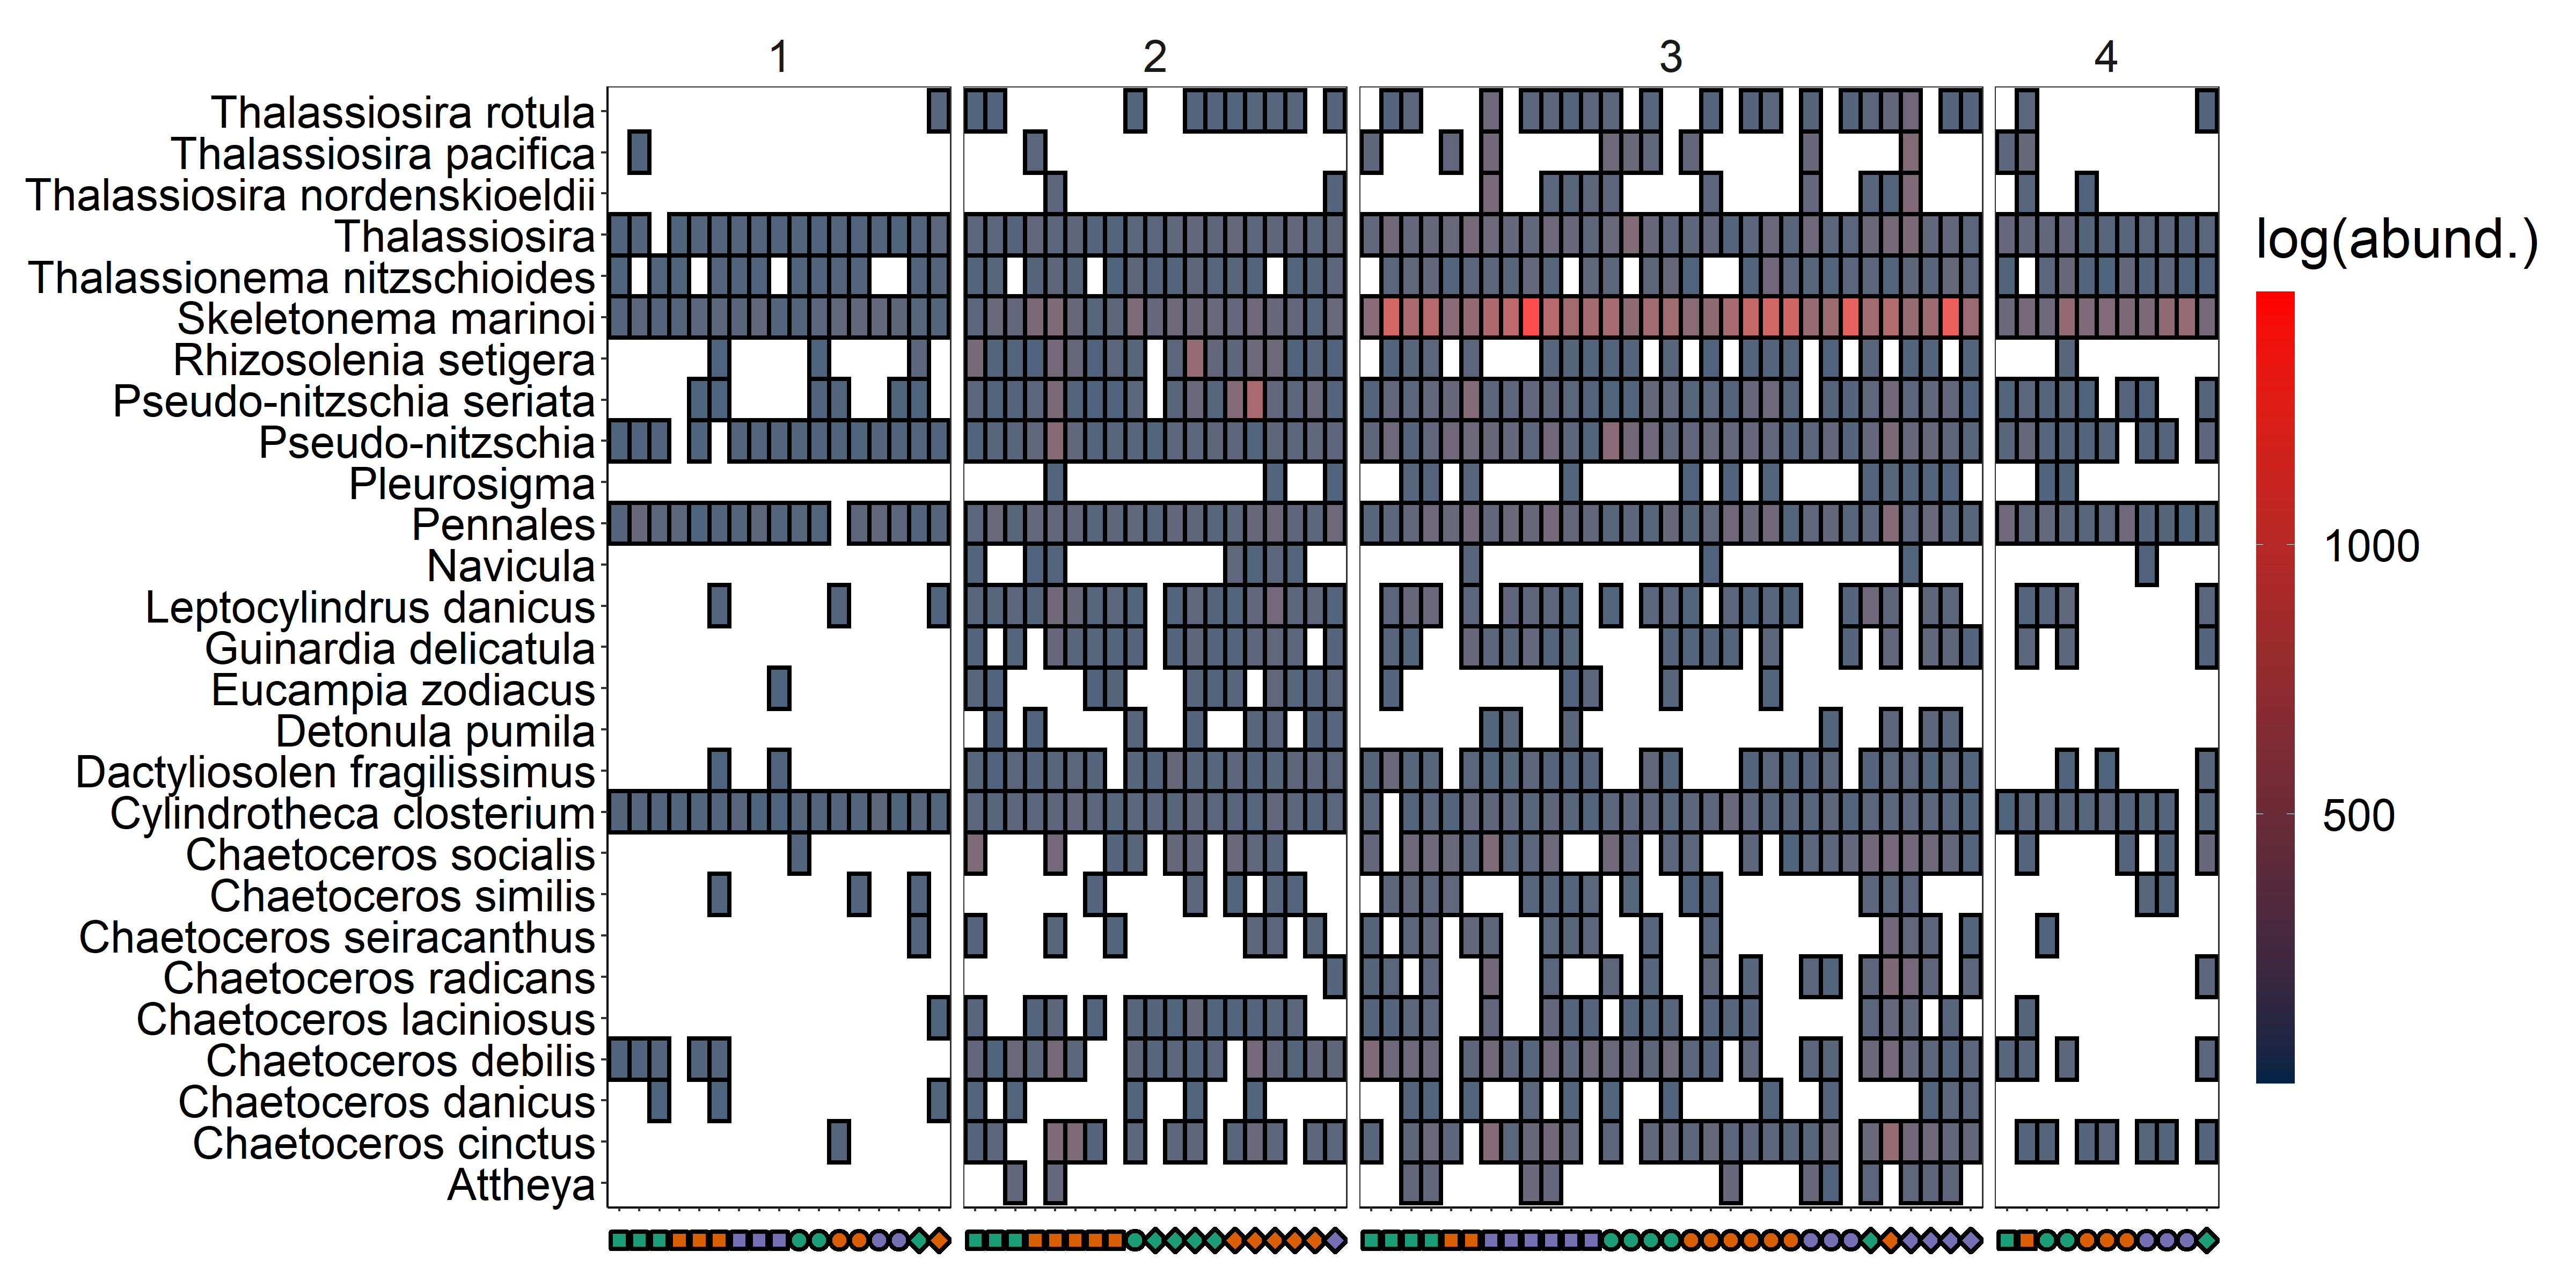 1 2 3 4
Thalassiosira rotula
Thalassiosira pacifica
Thalassiosira nordenskioeldii
Thalassiosira
Thalassionema nitzschioides
Skeletonema marinoi
Rhizosolenia setigera
Pseudo-nitzschia seriata
Pseudo-nitzschia
Pleurosigma
Pennales
Navicula
Leptocylindrus danicus
Guinardia delicatula
Eucampia zodiacus
Detonula pumila
Dactyliosolen fragilissimus
Cylindrotheca closterium
Chaetoceros socialis
Chaetoceros similis
Chaetoceros seiracanthus
Chaetoceros radicans
Chaetoceros laciniosus
Chaetoceros debilis
Chaetoceros danicus
Chaetoceros cinctus
Attheya
log(abund.)
1000
500